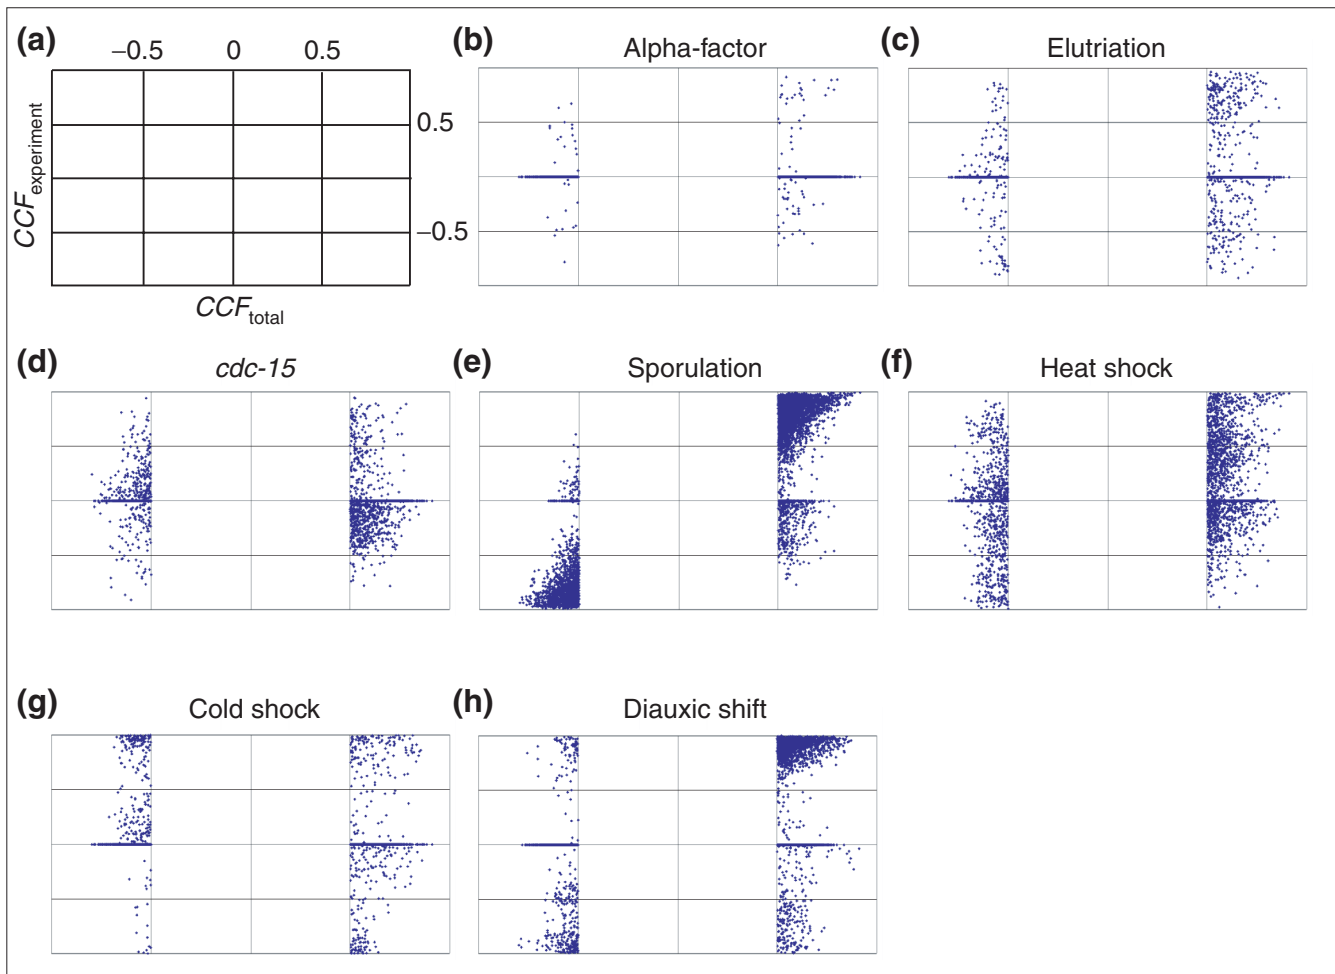 (a)
−0.5 0 0.5
0.5
−0.5
CCFexperiment
CCFtotal
(b) Alpha-factor
(c) Elutriation
(d) cdc-15
(e) Sporulation
(f) Heat shock
(g) Cold shock
(h) Diauxic shift